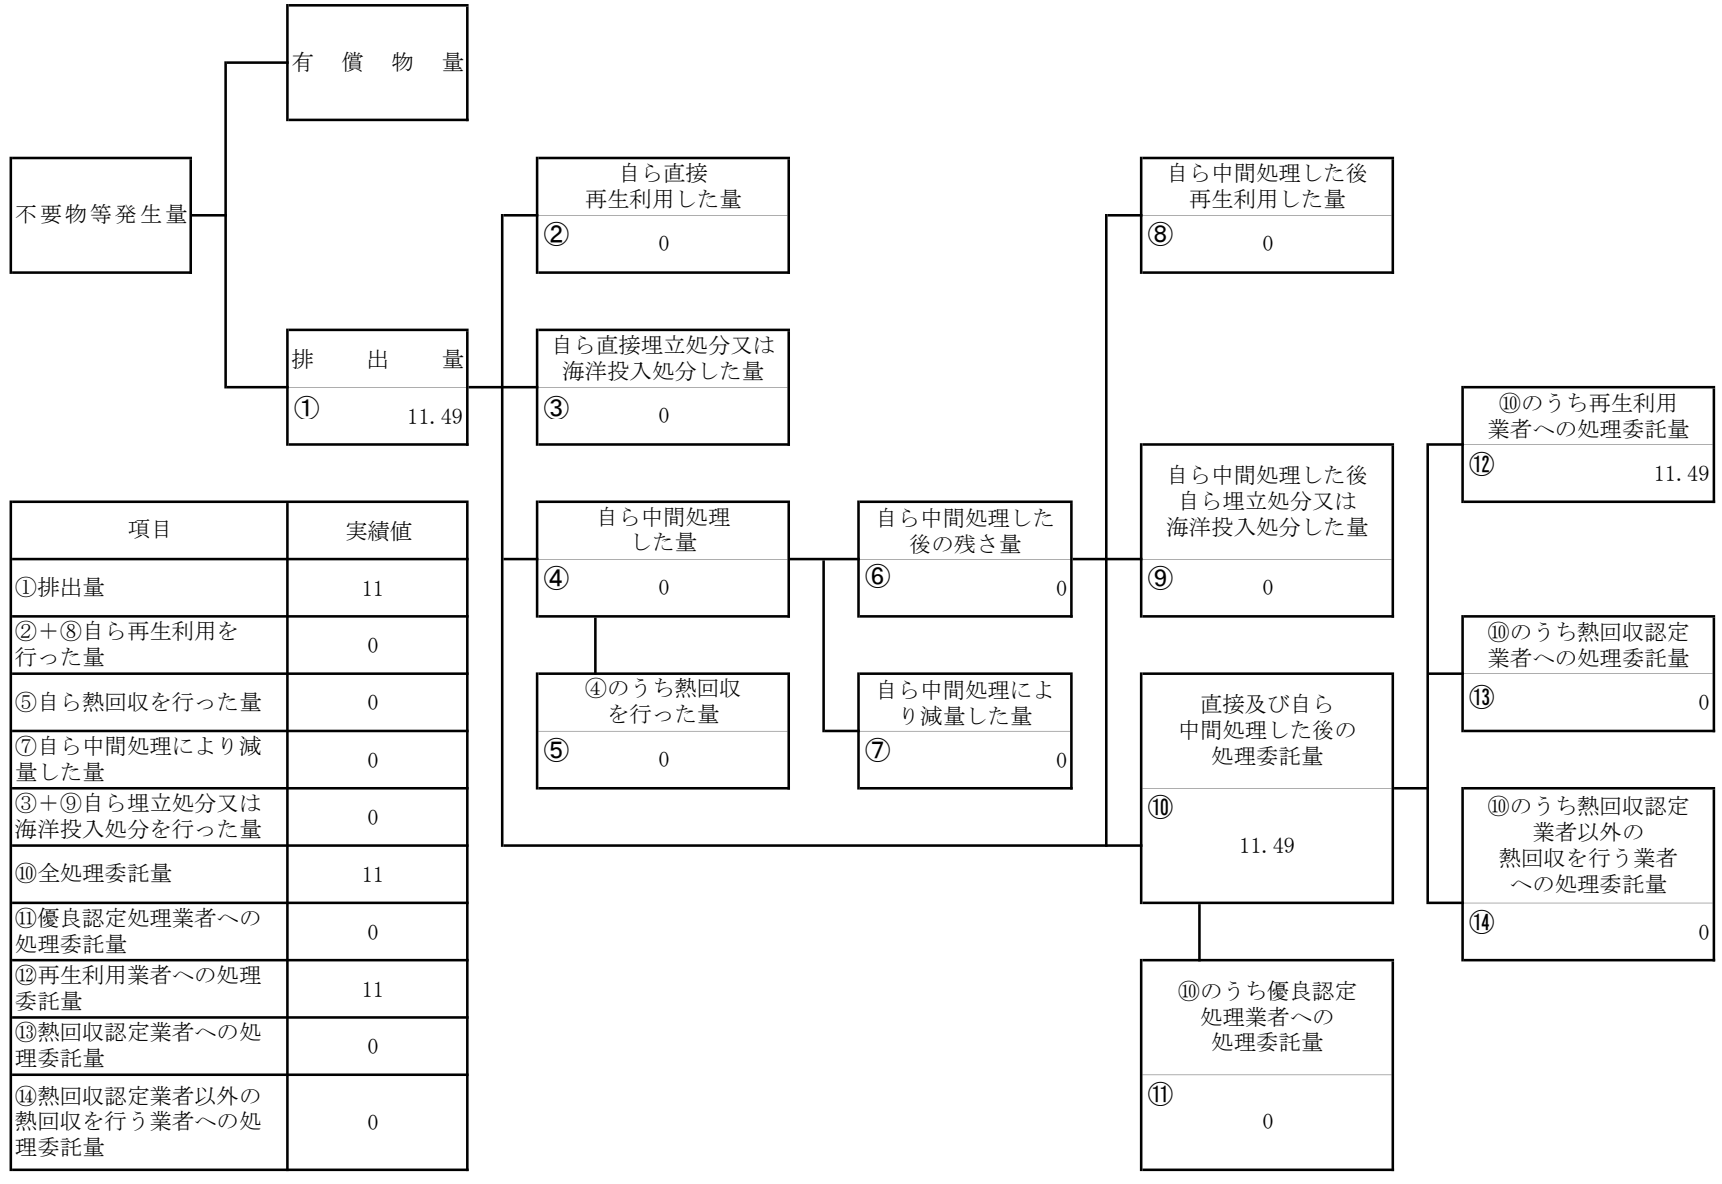 有償物量
不要物等発生量
排出量
① 11.49
自ら直接
再生利用した量
② 0
自ら直接埋立処分又は
海洋投入処分した量
③ 0
自ら中間処理
した量
④ 0
④のうち熱回収
を行った量
⑤ 0
自ら中間処理した
後の残さ量
⑥ 0
自ら中間処理によ
り減量した量
⑦ 0
自ら中間処理した後
再生利用した量
⑧ 0
自ら中間処理した後
自ら埋立処分又は
海洋投入処分した量
⑨ 0
直接及び自ら
中間処理した後の
処理委託量
⑩
11.49
⑩のうち優良認定
処理業者への
処理委託量
⑪
0
⑩のうち再生利用
業者への処理委託量
⑫ 11.49
⑩のうち熱回収認定
業者への処理委託量
⑬ 0
⑩のうち熱回収認定
業者以外の
熱回収を行う業者
への処理委託量
⑭ 0
項目 実績値
①排出量 11
②＋⑧自ら再生利用を
行った量 0
⑤自ら熱回収を行った量 0
⑦自ら中間処理により減
量した量 0
③＋⑨自ら埋立処分又は
海洋投入処分を行った量 0
⑩全処理委託量 11
⑪優良認定処理業者への
処理委託量 0
⑫再生利用業者への処理
委託量 11
⑬熱回収認定業者への処
理委託量 0
⑭熱回収認定業者以外の
熱回収を行う業者への処
理委託量 0